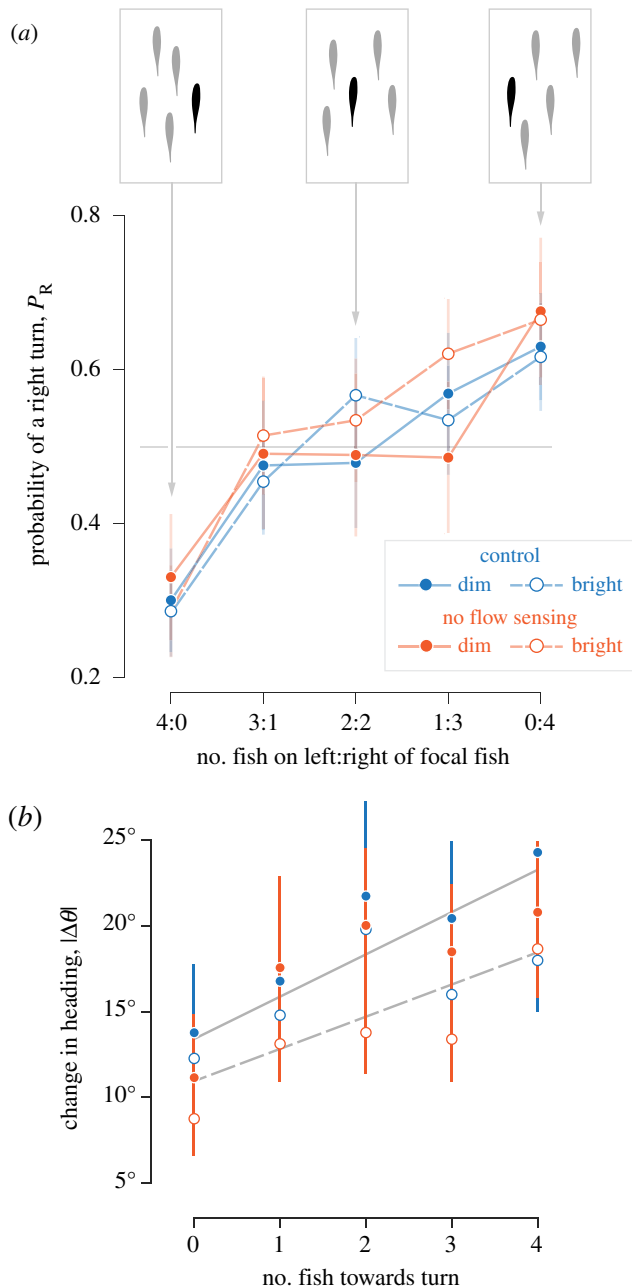 (a)
0.8
0.6
0.4
0.2
probability of a right turn, P_R
control
dim bright
no flow sensing
dim bright
4:0 3:1 2:2 1:3 0:4
no. fish on left:right of focal fish
(b)
25°
20°
15°
10°
5°
change in heading, |Δθ|
0 1 2 3 4
no. fish towards turn